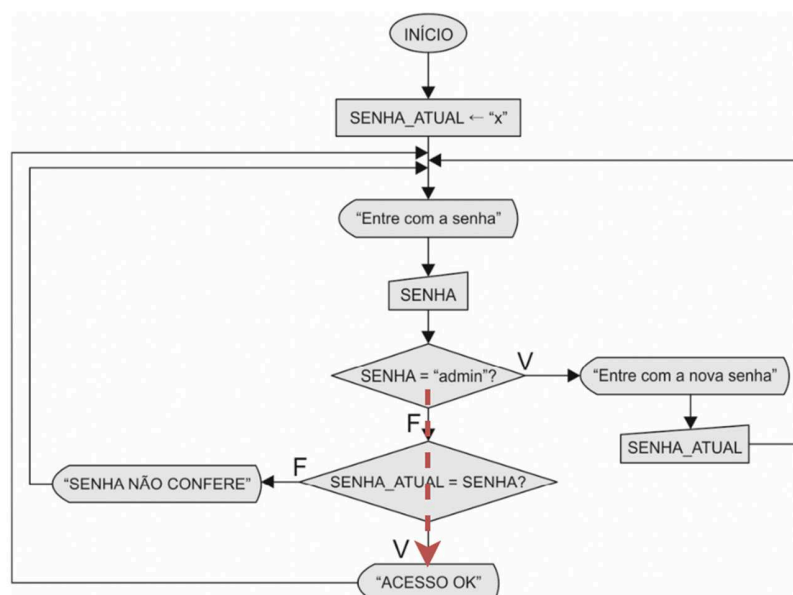 INÍCIO
SENHA_ATUAL ← “x”
“Entre com a senha”
SENHA
SENHA = “admin”?
V
“Entre com a nova senha”
F
SENHA_ATUAL
SENHA_ATUAL = SENHA?
F
“SENHA NÃO CONFERE”
V
“ACESSO OK”